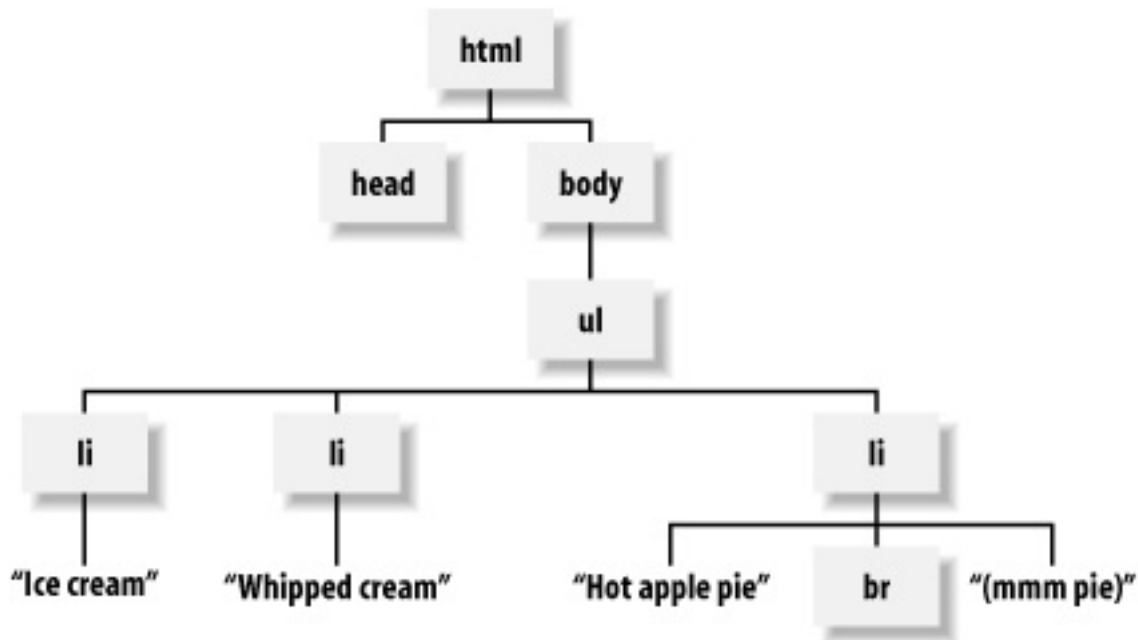 html
head
body
ul
li
li
li
“Ice cream”
“Whipped cream”
“Hot apple pie”
br
“(mmm pie)”